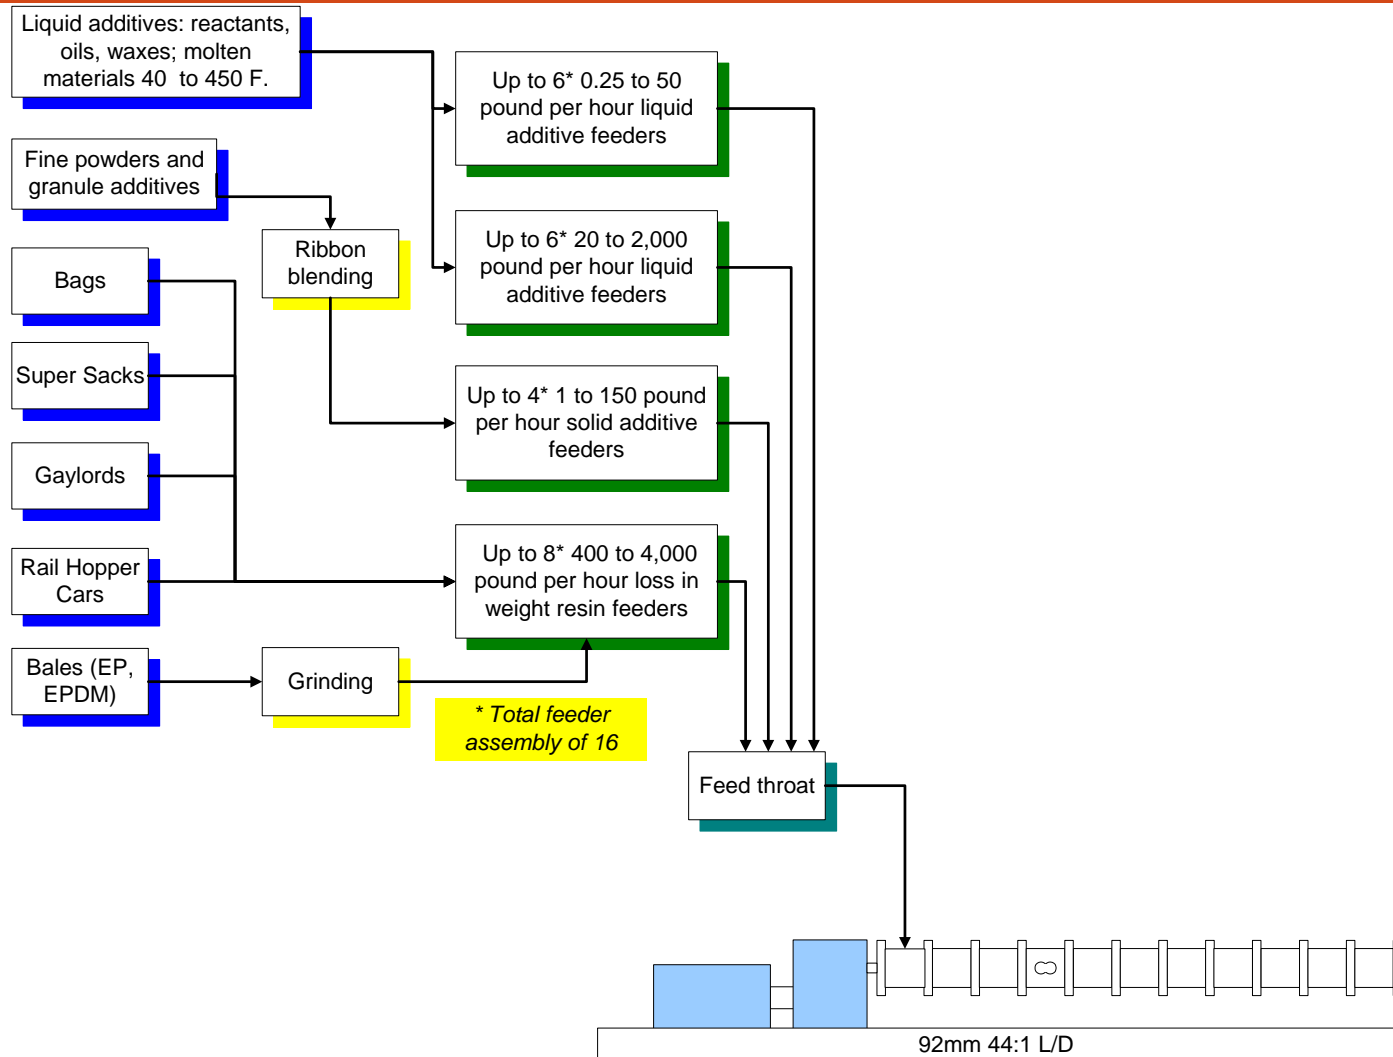 Liquid additives: reactants,
oils, waxes; molten
materials 40 to 450 F.
Up to 6* 0.25 to 50
pound per hour liquid
additive feeders
Fine powders and
granule additives
Ribbon
blending
Up to 6* 20 to 2,000
pound per hour liquid
additive feeders
Bags
Super Sacks
Up to 4* 1 to 150 pound
per hour solid additive
feeders
Gaylords
Rail Hopper
Cars
Up to 8* 400 to 4,000
pound per hour loss in
weight resin feeders
Bales (EP,
EPDM)
Grinding
* Total feeder
assembly of 16
Feed throat
92mm 44:1 L/D